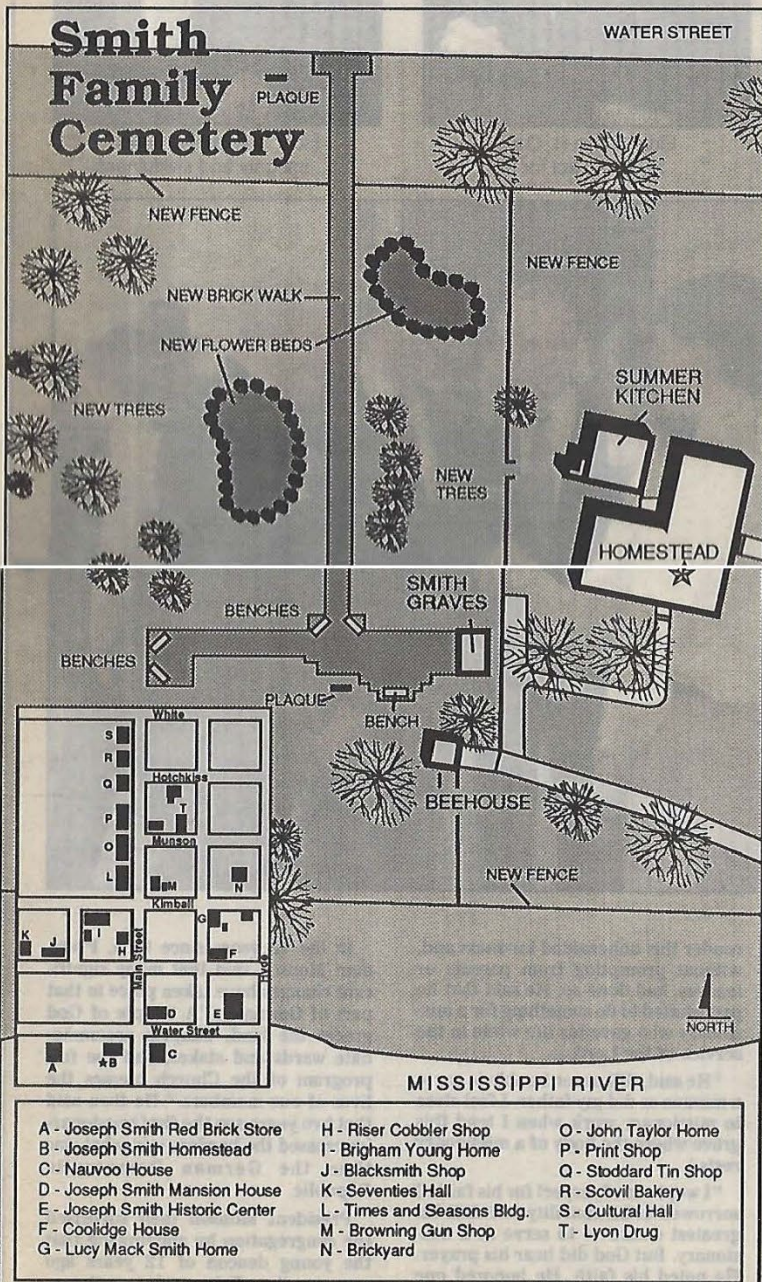 Smith
Family
Cemetery
WATER STREET
PLAQUE
NEW FENCE
NEW FENCE
NEW BRICK WALK
NEW FLOWER BEDS
SUMMER
KITCHEN
NEW TREES
NEW
TREES
HOMESTEAD
BENCHES
SMITH
GRAVES
BENCHES
PLAQUE
BENCH
BEEHOUSE
NEW FENCE
White
S
R
Hotchkiss
Q
T
P
Munson
O
L
M
N
Kimball
G
I
I
K
J
H
F
Main Street
Hyde
D
E
Water Street
A
★B
C
NORTH
MISSISSIPPI RIVER
A - Joseph Smith Red Brick Store
B - Joseph Smith Homestead
C - Nauvoo House
D - Joseph Smith Mansion House
E - Joseph Smith Historic Center
F - Coolidge House
G - Lucy Mack Smith Home
H - Riser Cobbler Shop
I - Brigham Young Home
J - Blacksmith Shop
K - Seventies Hall
L - Times and Seasons Bldg.
M - Browning Gun Shop
N - Brickyard
O - John Taylor Home
P - Print Shop
Q - Stoddard Tin Shop
R - Scovil Bakery
S - Cultural Hall
T - Lyon Drug